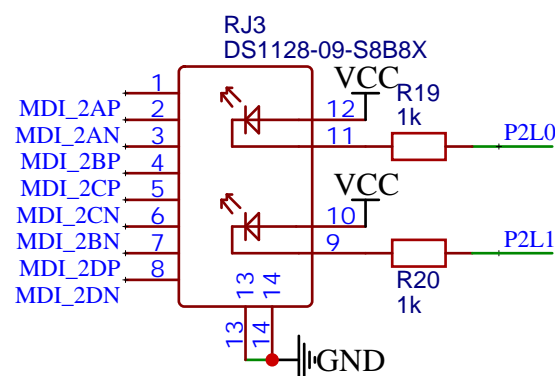 RJ3
DS1128-09-S8B8X
1
MDI_2AP
2
MDI_2AN
3
MDI_2BP
4
MDI_2CP
5
MDI_2CN
6
MDI_2BN
7
MDI_2DP
8
MDI_2DN
VCC
12
11
R19
1k
P2L0
VCC
10
9
P2L1
R20
1k
13
14
13
14
GND